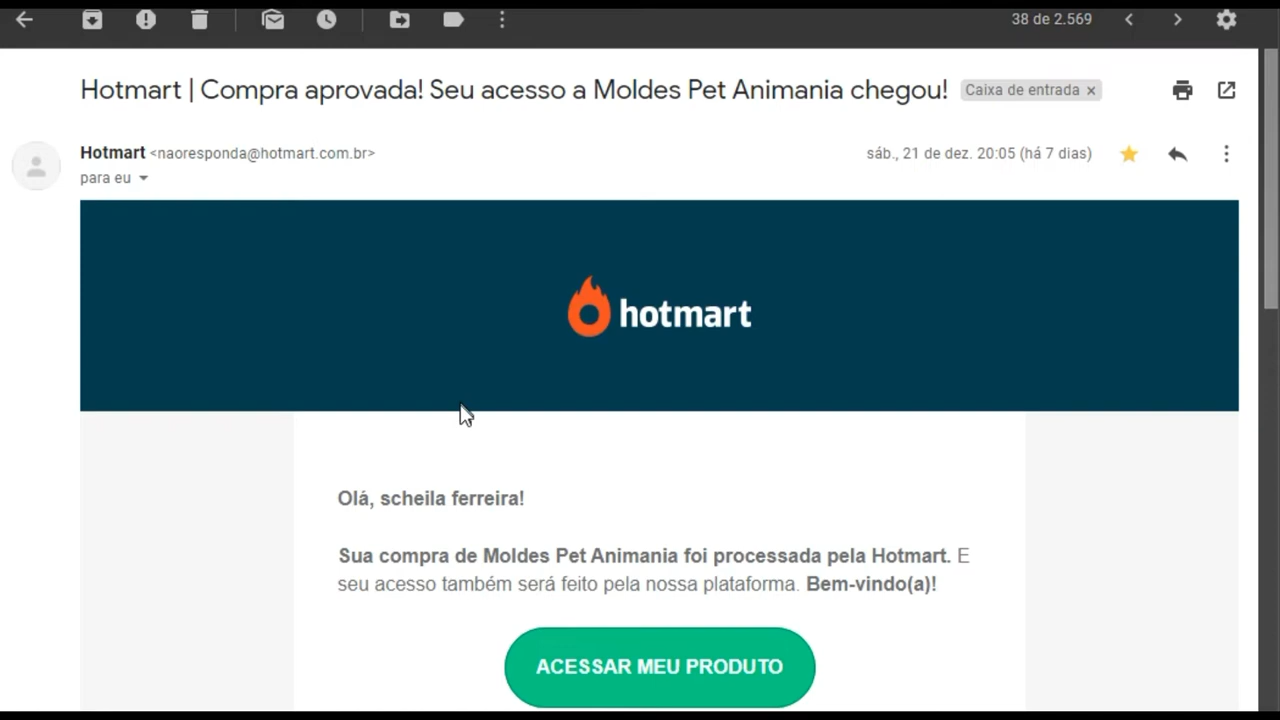 38 de 2.569
Hotmart | Compra aprovada! Seu acesso a Moldes Pet Animania chegou! Caixa de entrada ×
Hotmart <naoresponda@hotmart.com.br> sáb., 21 de dez. 20:05 (há 7 dias)
para eu
hotmart
Olá, scheila ferreira!
Sua compra de Moldes Pet Animania foi processada pela Hotmart. E
seu acesso também será feito pela nossa plataforma. Bem-vindo(a)!
ACESSAR MEU PRODUTO